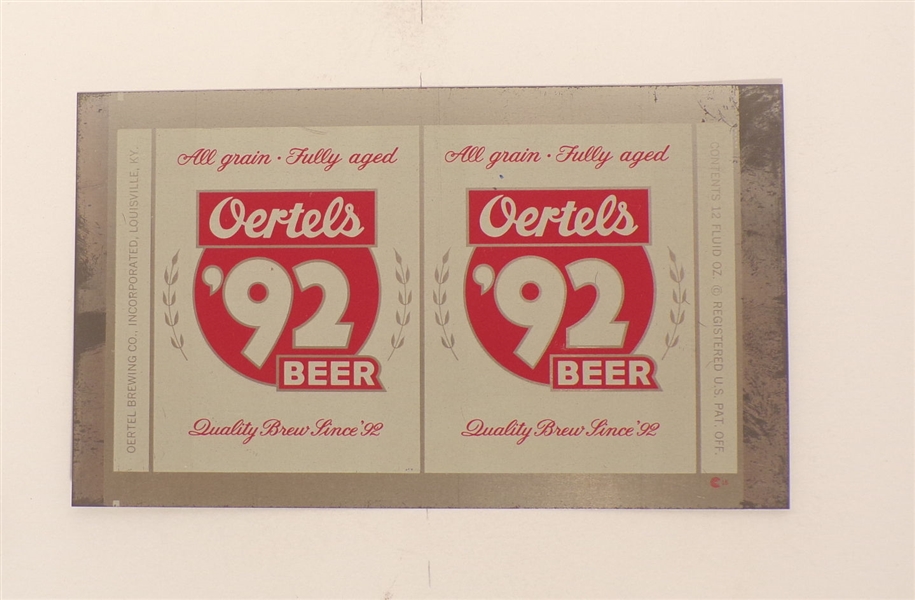 OERTEL BREWING CO., INCORPORATED, LOUISVILLE, KY.
All grain · Fully aged
Oertels
'92
BEER
Quality Brew Since '92
All grain · Fully aged
Oertels
'92
BEER
Quality Brew Since '92
CONTENTS 12 FLUID OZ. © REGISTERED U.S. PAT. OFF.